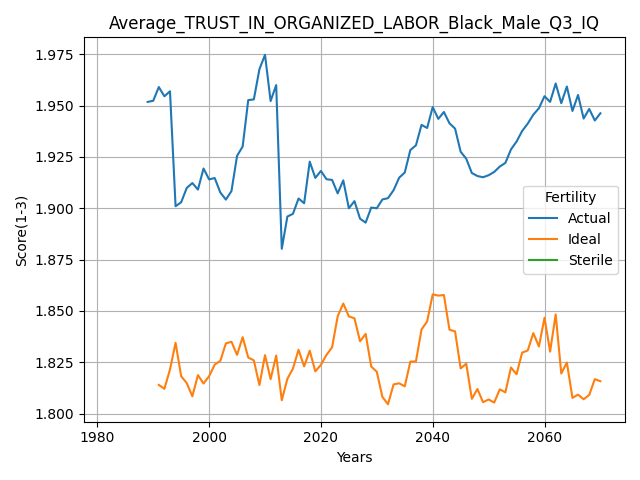 Average_TRUST_IN_ORGANIZED_LABOR_Black_Male_Q3_IQ
1.975
1.950
1.925
1.900
1.875
1.850
1.825
1.800
Score(1-3)
Fertility
Actual
Ideal
Sterile
1980
2000
2020
2040
2060
Years